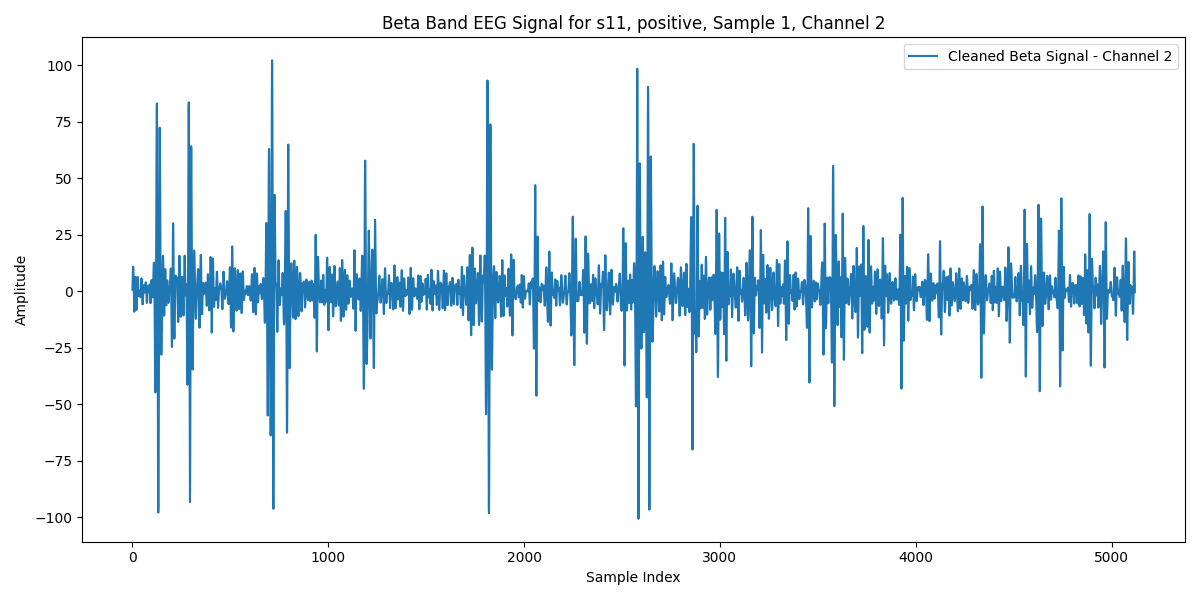 Beta Band EEG Signal for s11, positive, Sample 1, Channel 2
Cleaned Beta Signal - Channel 2
Amplitude
100
75
50
25
0
−25
−50
−75
−100
0 1000 2000 3000 4000 5000
Sample Index